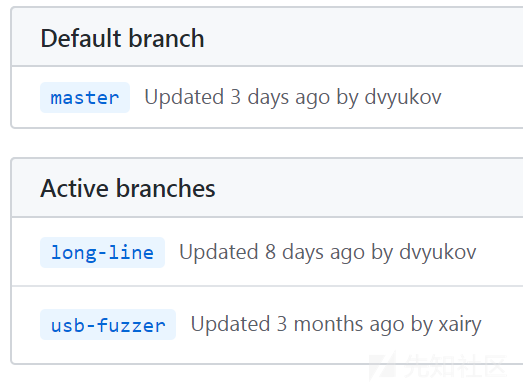 Default branch
master Updated 3 days ago by dvyukov
Active branches
long-line Updated 8 days ago by dvyukov
usb-fuzzer Updated 3 months ago by xairy
先知社区